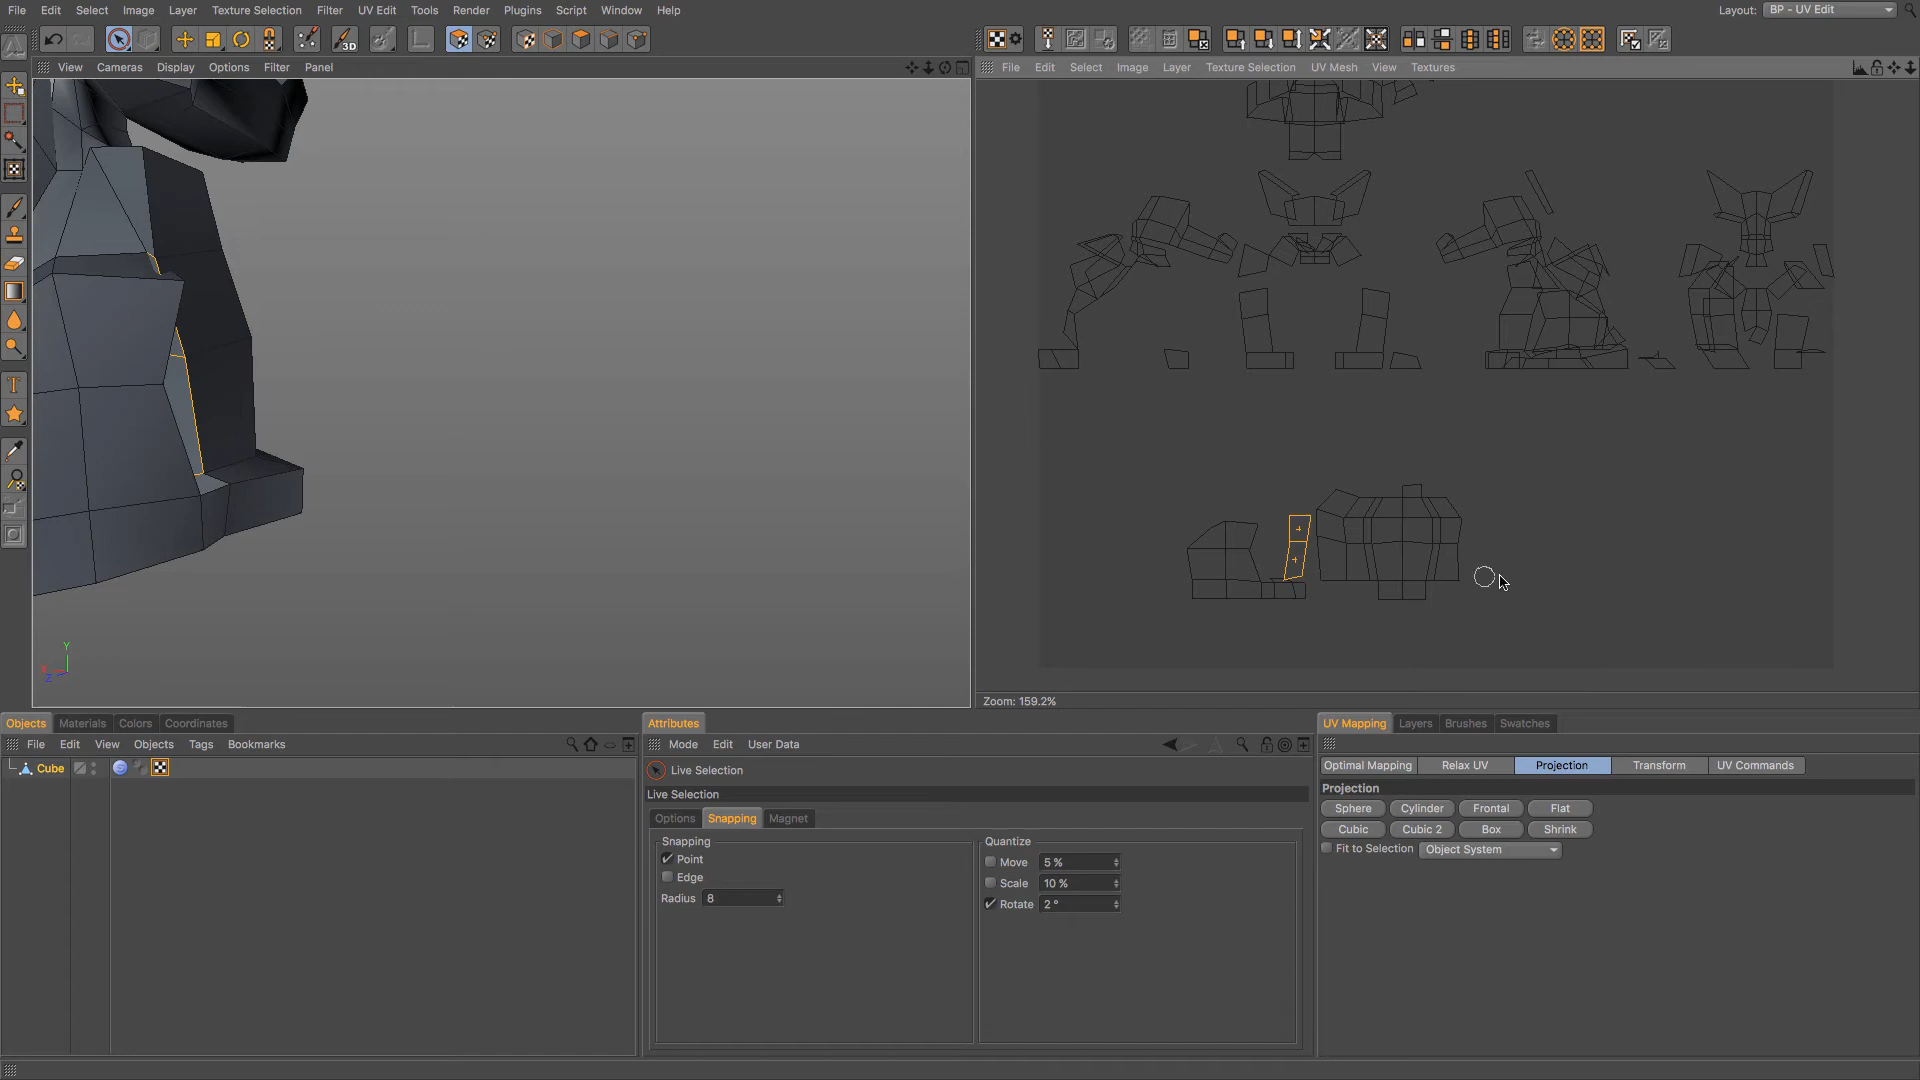 File Edit Select Image Layer Texture Selection Filter UV Edit Tools Render Plugins Script Window Help
Layout: BP - UV Edit
3D
View Cameras Display Options Filter Panel
File Edit Select Image Layer Texture Selection UV Mesh View Textures
Y
X
Z
Zoom: 159.2%
Objects Materials Colors Coordinates
File Edit View Objects Tags Bookmarks
Cube
Attributes
Mode Edit User Data
Live Selection
Live Selection
Options Snapping Magnet
Snapping
Point
Edge
Radius 8
Quantize
Move 5 %
Scale 10 %
Rotate 2 °
UV Mapping Layers Brushes Swatches
Optimal Mapping Relax UV Projection Transform UV Commands
Projection
Sphere Cylinder Frontal Flat
Cubic Cubic 2 Box Shrink
Fit to Selection Object System